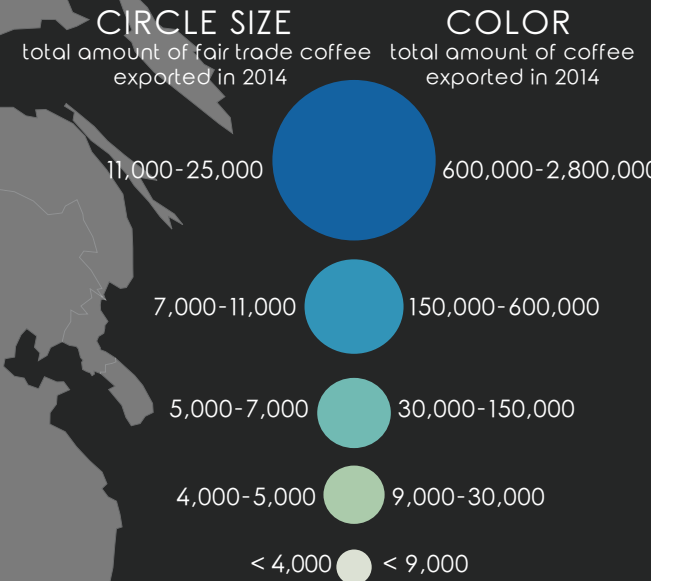 CIRCLE SIZE
COLOR
total amount of fair trade coffee
exported in 2014
total amount of coffee
exported in 2014
11,000-25,000
600,000-2,800,000
7,000-11,000
150,000-600,000
5,000-7,000
30,000-150,000
4,000-5,000
9,000-30,000
< 4,000
< 9,000